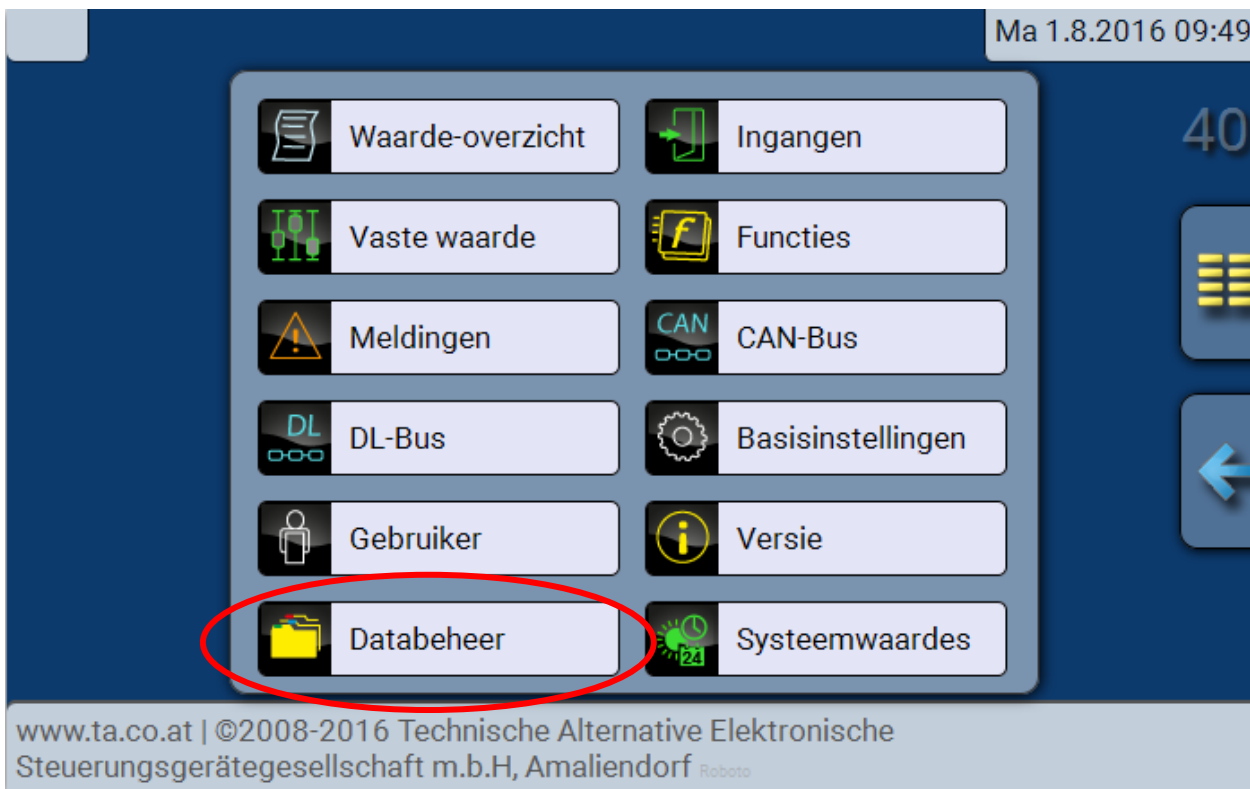 Ma 1.8.2016 09:49
40
Waarde-overzicht
Ingangen
Vaste waarde
f Functies
Meldingen
CAN CAN-Bus
DL DL-Bus
Basisinstellingen
Gebruiker
i Versie
Databeheer
24 Systeemwaardes
www.ta.co.at | ©2008-2016 Technische Alternative Elektronische
Steuerungsgerätegesellschaft m.b.H, Amaliendorf Roboto